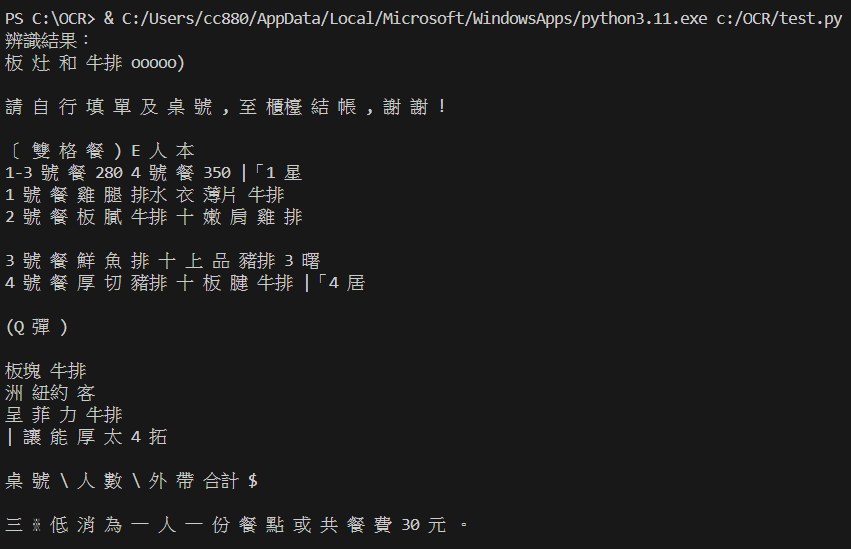 PS C:\OCR> & C:/Users/cc880/AppData/Local/Microsoft/WindowsApps/python3.11.exe c:/OCR/test.py
辨識結果：
板 灶 和 牛排 ooooo)
請 自 行 填 單 及 桌 號 , 至 櫃檯 結 帳 , 謝 謝 !
〔 雙 格 餐 ) E 人 本
1-3 號 餐 280 4 號 餐 350 |「1 星
1 號 餐 雞 腿 排水 衣 薄片 牛排
2 號 餐 板 膩 牛排 十 嫩 肩 雞 排
3 號 餐 鮮 魚 排 十 上 品 豬排 3 曙
4 號 餐 厚 切 豬排 十 板 腱 牛排 |「4 居
(Q 彈 )
板塊 牛排
洲 紐約 客
呈 菲 力 牛排
| 讓 能 厚 太 4 拓
桌 號 \ 人 數 \ 外 帶 合計 $
三 ※ 低 消 為 一 人 一 份 餐 點 或 共 餐 費 30 元 。